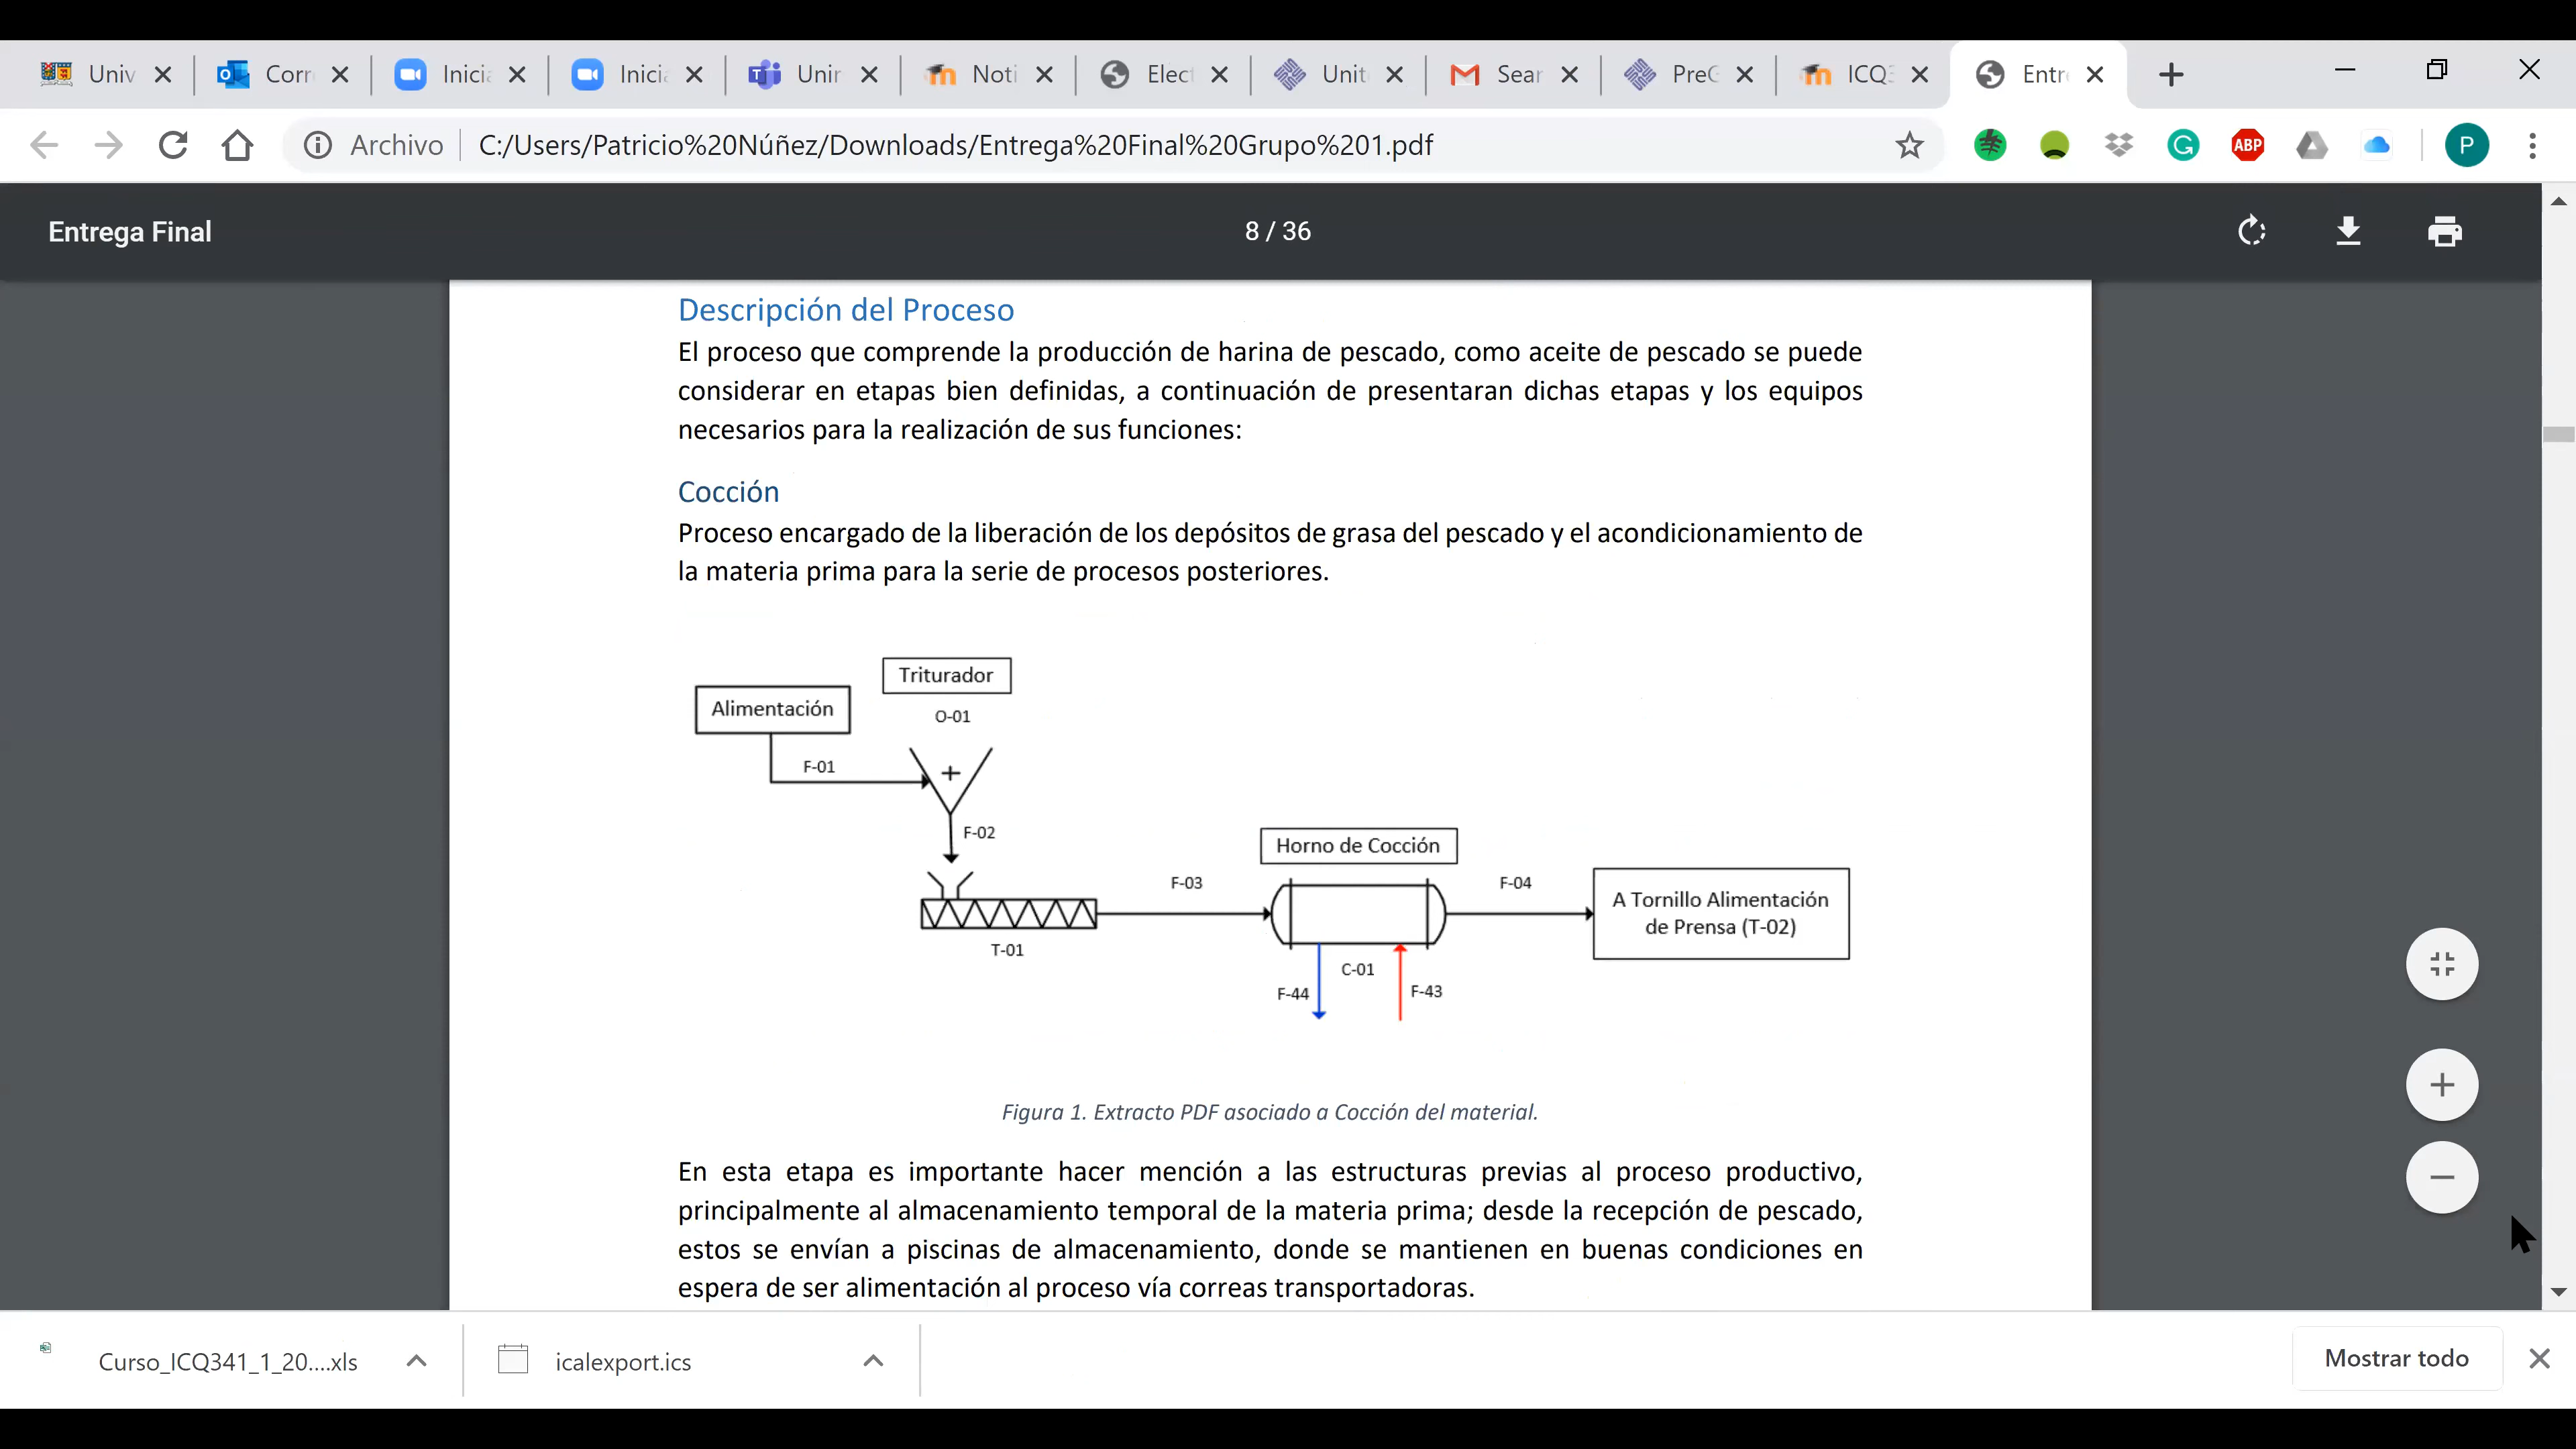 Univ
Corr
Inicia
Inicia
Unir
Noti
Elect
Unit
Sear
PreG
ICQ3
Entre
Archivo
C:/Users/Patricio%20Núñez/Downloads/Entrega%20Final%20Grupo%201.pdf
ABP
P
Entrega Final
8 / 36
Descripción del Proceso
El proceso que comprende la producción de harina de pescado, como aceite de pescado se puede
considerar en etapas bien definidas, a continuación de presentaran dichas etapas y los equipos
necesarios para la realización de sus funciones:
Cocción
Proceso encargado de la liberación de los depósitos de grasa del pescado y el acondicionamiento de
la materia prima para la serie de procesos posteriores.
Triturador
Alimentación
O-01
F-01
F-02
Horno de Cocción
F-03
F-04
A Tornillo Alimentación
de Prensa (T-02)
T-01
C-01
F-44
F-43
Figura 1. Extracto PDF asociado a Cocción del material.
En esta etapa es importante hacer mención a las estructuras previas al proceso productivo,
principalmente al almacenamiento temporal de la materia prima; desde la recepción de pescado,
estos se envían a piscinas de almacenamiento, donde se mantienen en buenas condiciones en
espera de ser alimentación al proceso vía correas transportadoras.
Curso_ICQ341_1_20....xls
icalexport.ics
Mostrar todo